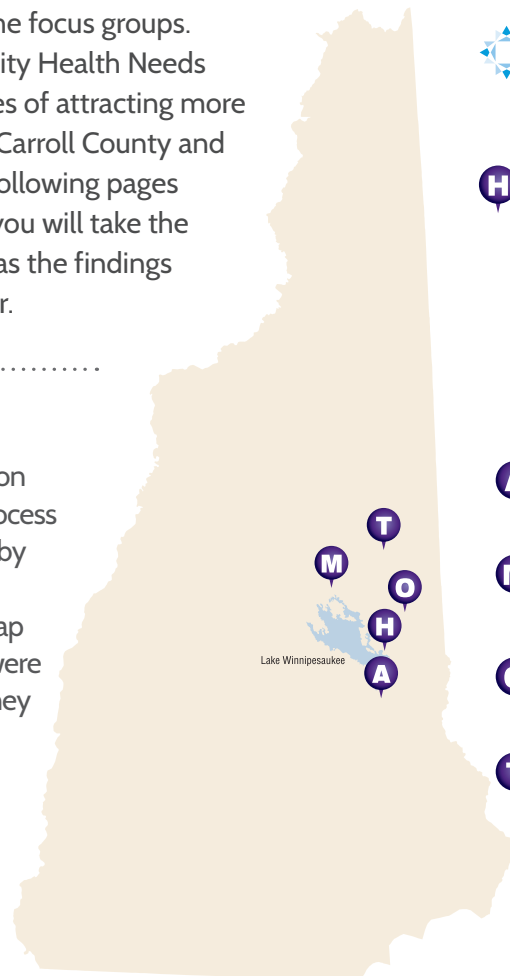 he focus groups.
ity Health Needs
es of attracting more
Carroll County and
ollowing pages
you will take the
as the findings
r.
..........
on
ocess
by
ap
were
hey
T
M
O
H
Lake Winnipesaukee
A
H
A
M
O
T